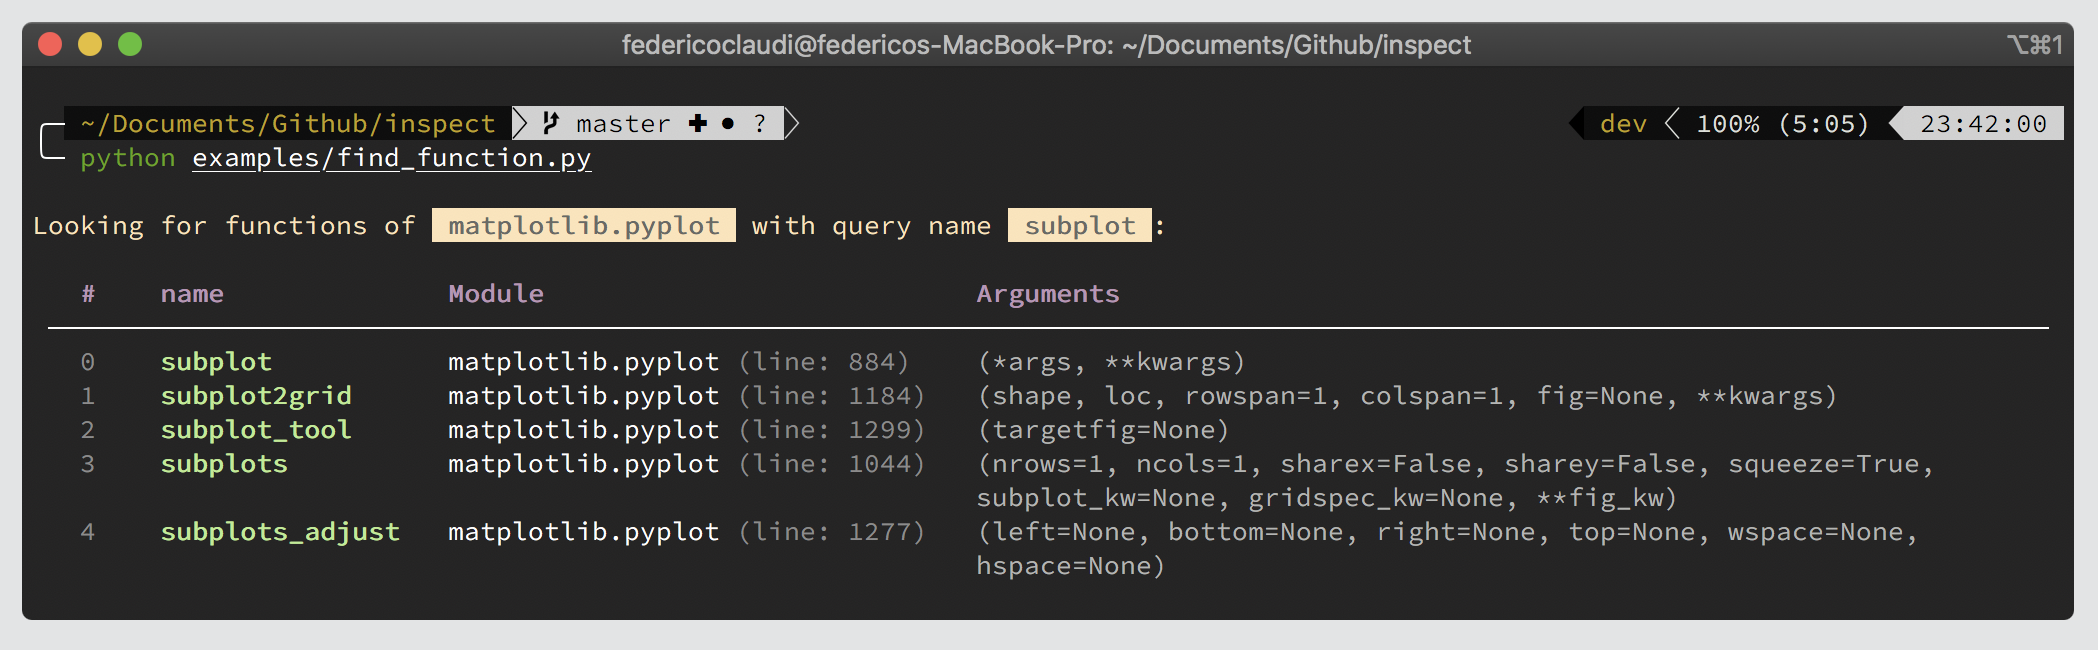 federicoclaudi@federicos-MacBook-Pro: ~/Documents/Github/inspect ⌥⌘1
~/Documents/Github/inspect master ✚ ● ? dev 100% (5:05) 23:42:00
python examples/find_function.py
Looking for functions of matplotlib.pyplot with query name subplot :
# name Module Arguments
0 subplot matplotlib.pyplot (line: 884) (*args, **kwargs)
1 subplot2grid matplotlib.pyplot (line: 1184) (shape, loc, rowspan=1, colspan=1, fig=None, **kwargs)
2 subplot_tool matplotlib.pyplot (line: 1299) (targetfig=None)
3 subplots matplotlib.pyplot (line: 1044) (nrows=1, ncols=1, sharex=False, sharey=False, squeeze=True,
subplot_kw=None, gridspec_kw=None, **fig_kw)
4 subplots_adjust matplotlib.pyplot (line: 1277) (left=None, bottom=None, right=None, top=None, wspace=None,
hspace=None)